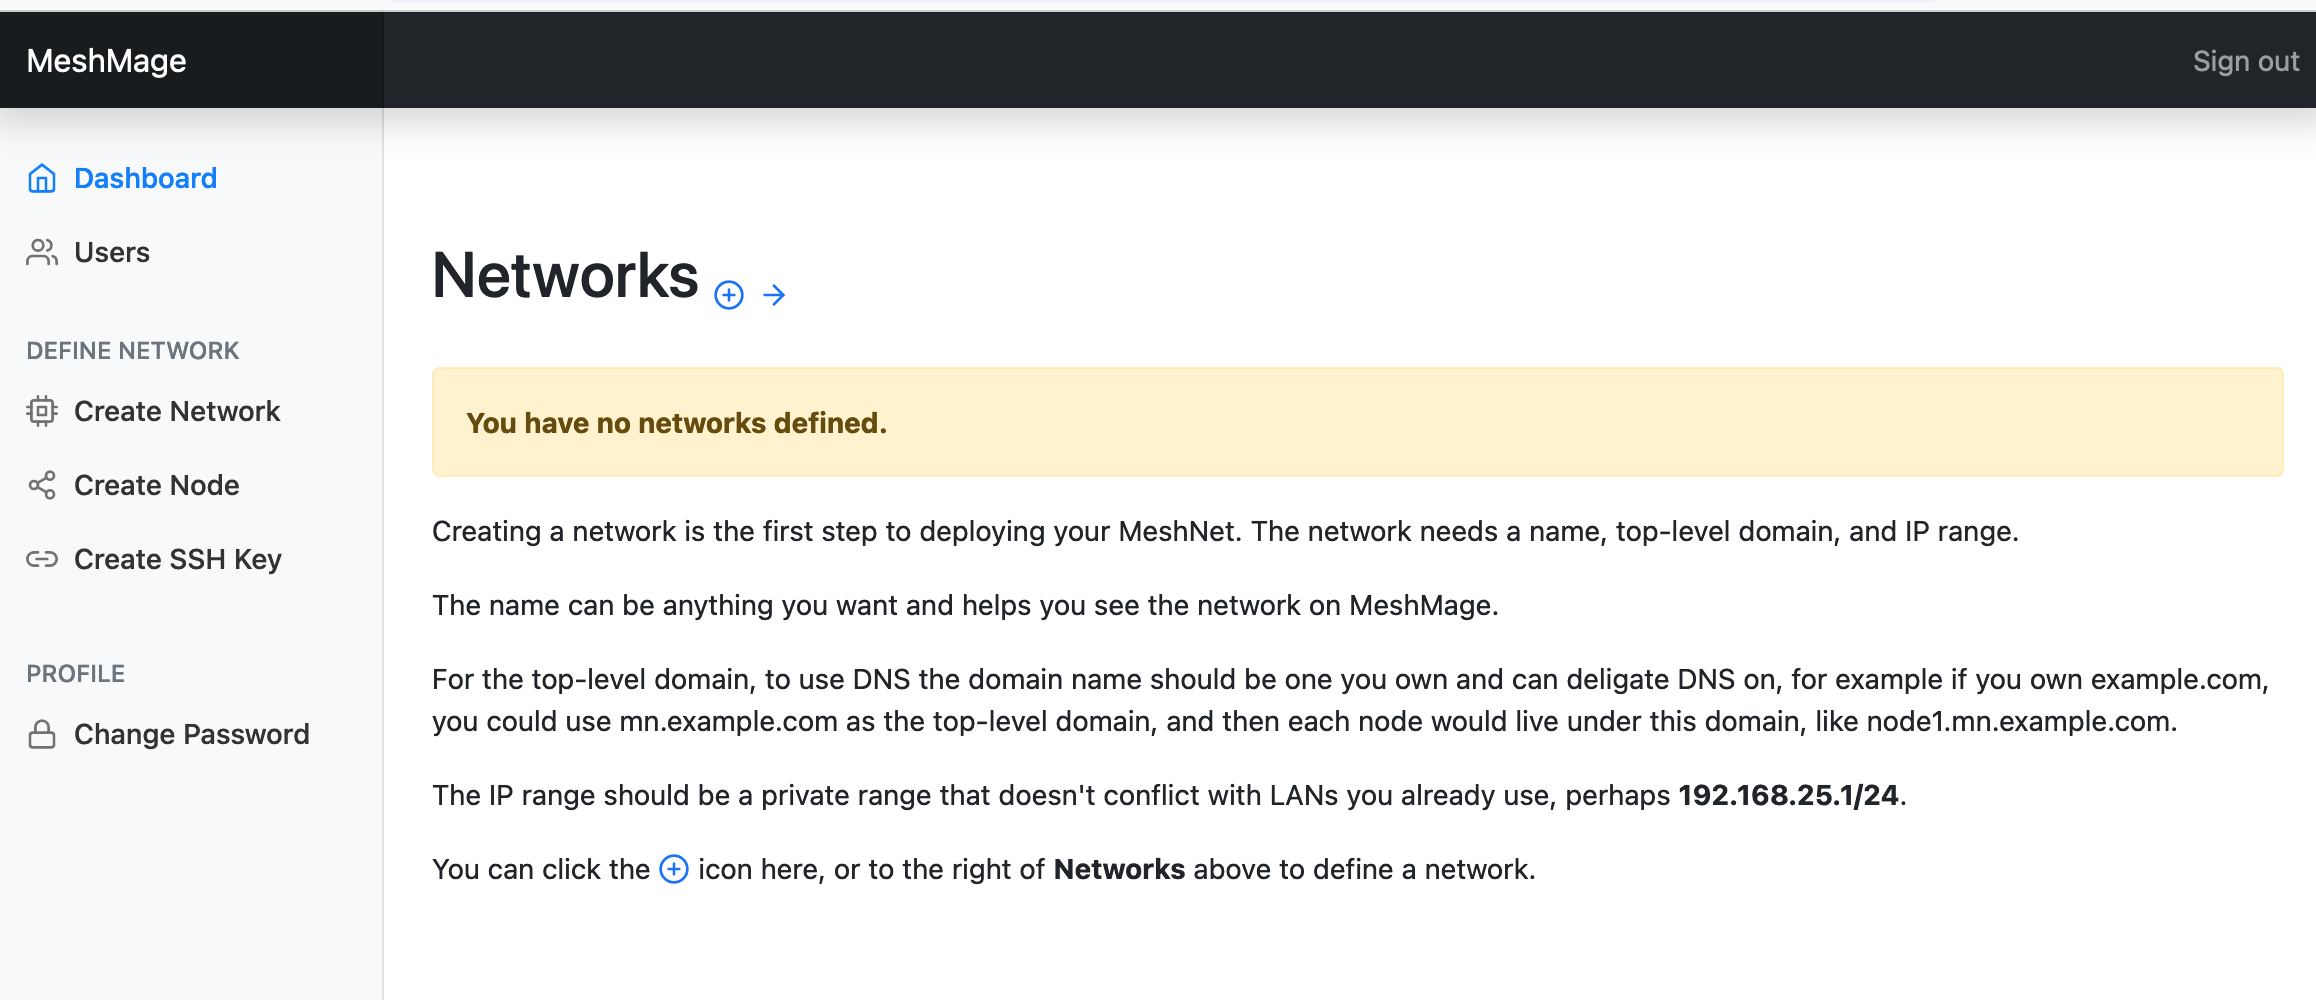 MeshMage
Sign out
Dashboard
Users
DEFINE NETWORK
Create Network
Create Node
Create SSH Key
PROFILE
Change Password
Networks
You have no networks defined.
Creating a network is the first step to deploying your MeshNet. The network needs a name, top-level domain, and IP range.
The name can be anything you want and helps you see the network on MeshMage.
For the top-level domain, to use DNS the domain name should be one you own and can deligate DNS on, for example if you own example.com,
you could use mn.example.com as the top-level domain, and then each node would live under this domain, like node1.mn.example.com.
The IP range should be a private range that doesn't conflict with LANs you already use, perhaps 192.168.25.1/24.
You can click the icon here, or to the right of Networks above to define a network.